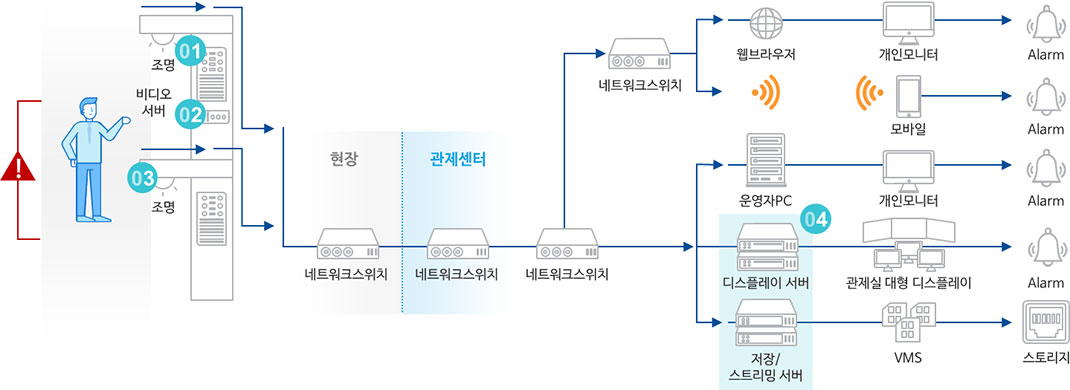 01
조명
비디오
서버
02
03
조명
!
현장
관제센터
네트워크스위치
네트워크스위치
네트워크스위치
네트워크스위치
웹브라우저
개인모니터
Alarm
모바일
Alarm
운영자PC
개인모니터
Alarm
04
디스플레이 서버
관제실 대형 디스플레이
Alarm
저장/
스트리밍 서버
VMS
스토리지